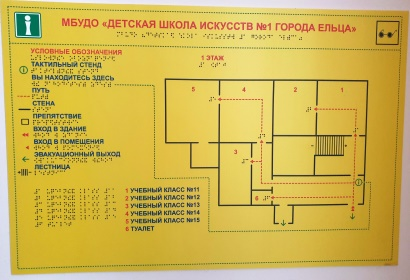 МБУДО «ДЕТСКАЯ ШКОЛА ИСКУССТВ №1 ГОРОДА ЕЛЬЦА»
УСЛОВНЫЕ ОБОЗНАЧЕНИЯ
ТАКТИЛЬНЫЙ СТЕНД
ВЫ НАХОДИТЕСЬ ЗДЕСЬ
ПУТЬ
СТЕНА
ПРЕПЯТСТВИЕ
ВХОД В ЗДАНИЕ
ВХОД В ПОМЕЩЕНИЯ
ЭВАКУАЦИОННЫЙ ВЫХОД
ЛЕСТНИЦА
1 ЭТАЖ
5 4 2 1
3
6
1 УЧЕБНЫЙ КЛАСС №11
2 УЧЕБНЫЙ КЛАСС №12
3 УЧЕБНЫЙ КЛАСС №13
4 УЧЕБНЫЙ КЛАСС №14
5 УЧЕБНЫЙ КЛАСС №15
6 ТУАЛЕТ